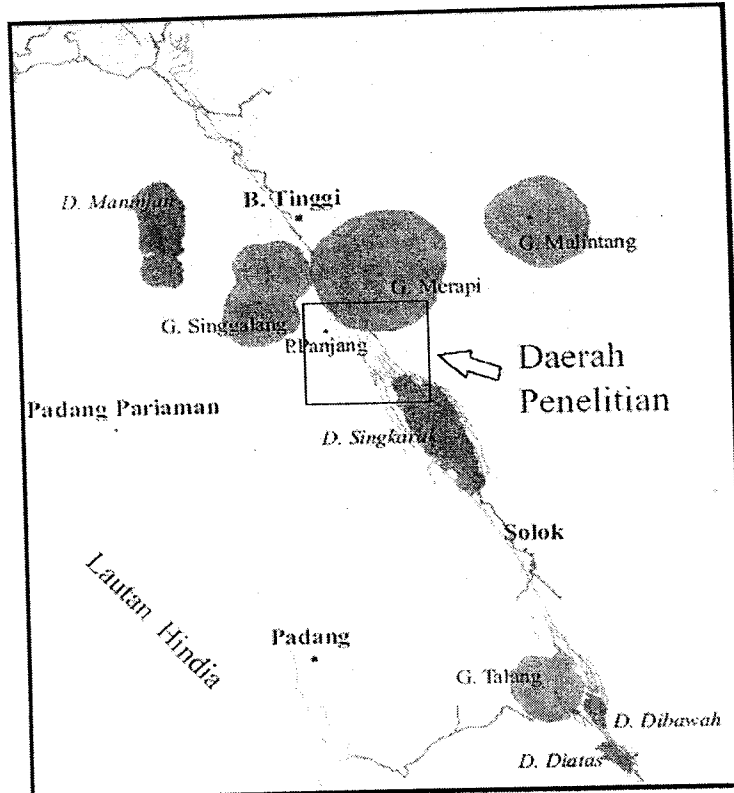 D. Maninjau
B. Tinggi
G. Malintang
G. Merapi
G. Singgalang
P.Panjang
Daerah
Penelitian
Padang Pariaman
D. Singkarak
Solok
Lautan Hindia
Padang
G. Talang
D. Dibawah
D. Diatas